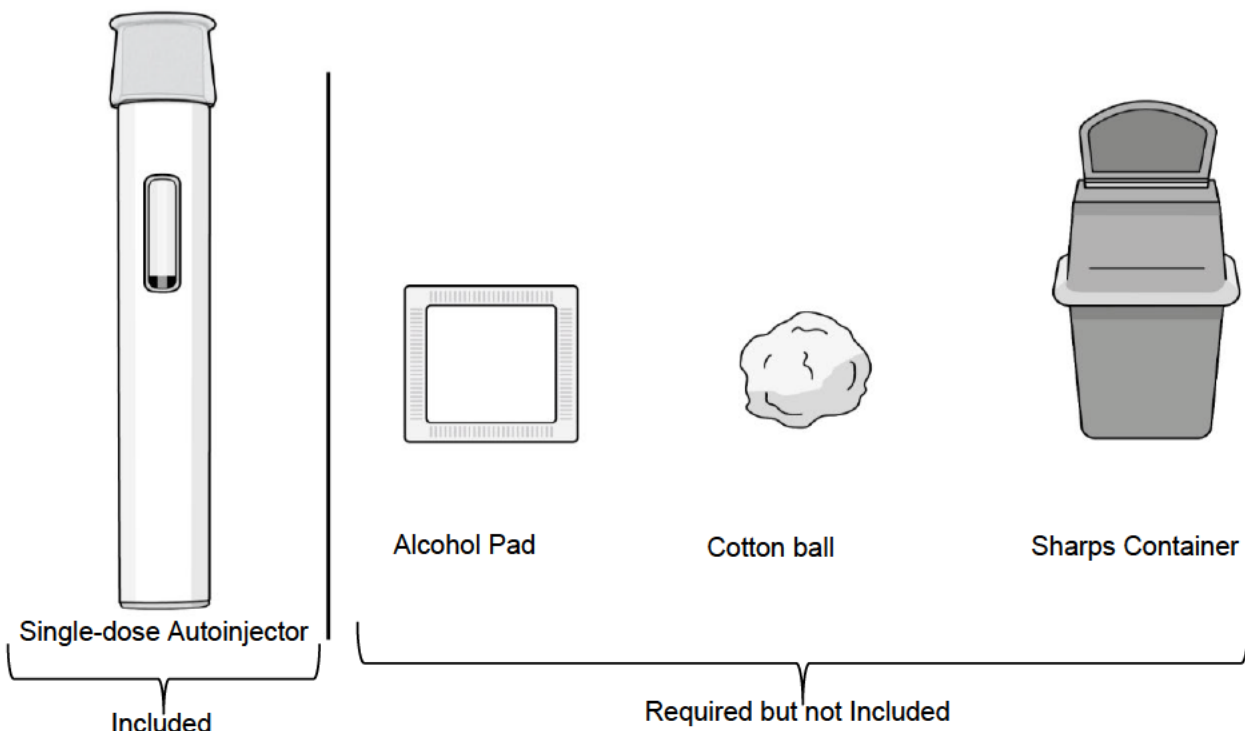 Alcohol Pad
Cotton ball
Sharps Container
Single-dose Autoinjector
Included
Required but not Included